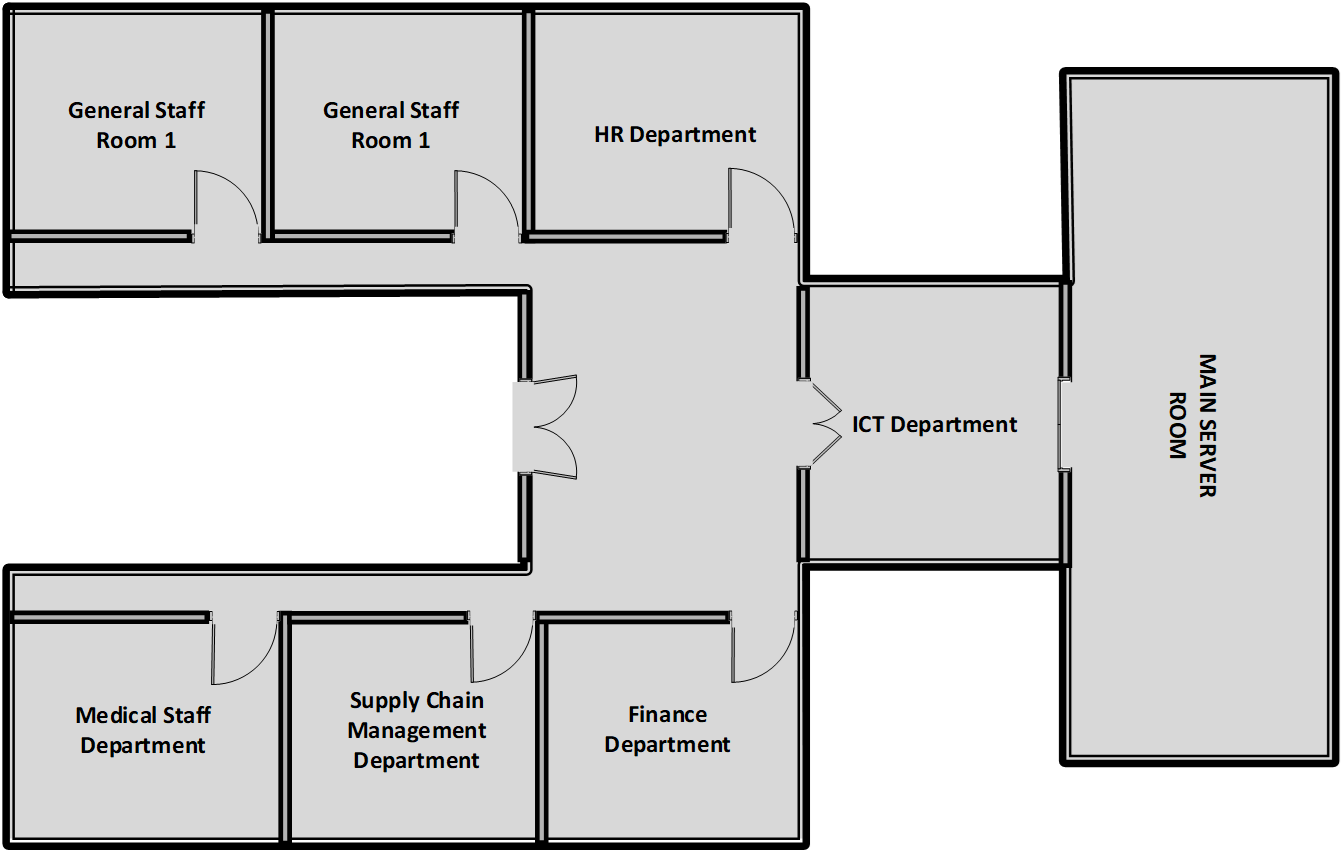 General Staff
Room 1
General Staff
Room 1
HR Department
ICT Department
MAIN SERVER
ROOM
Medical Staff
Department
Supply Chain
Management
Department
Finance
Department